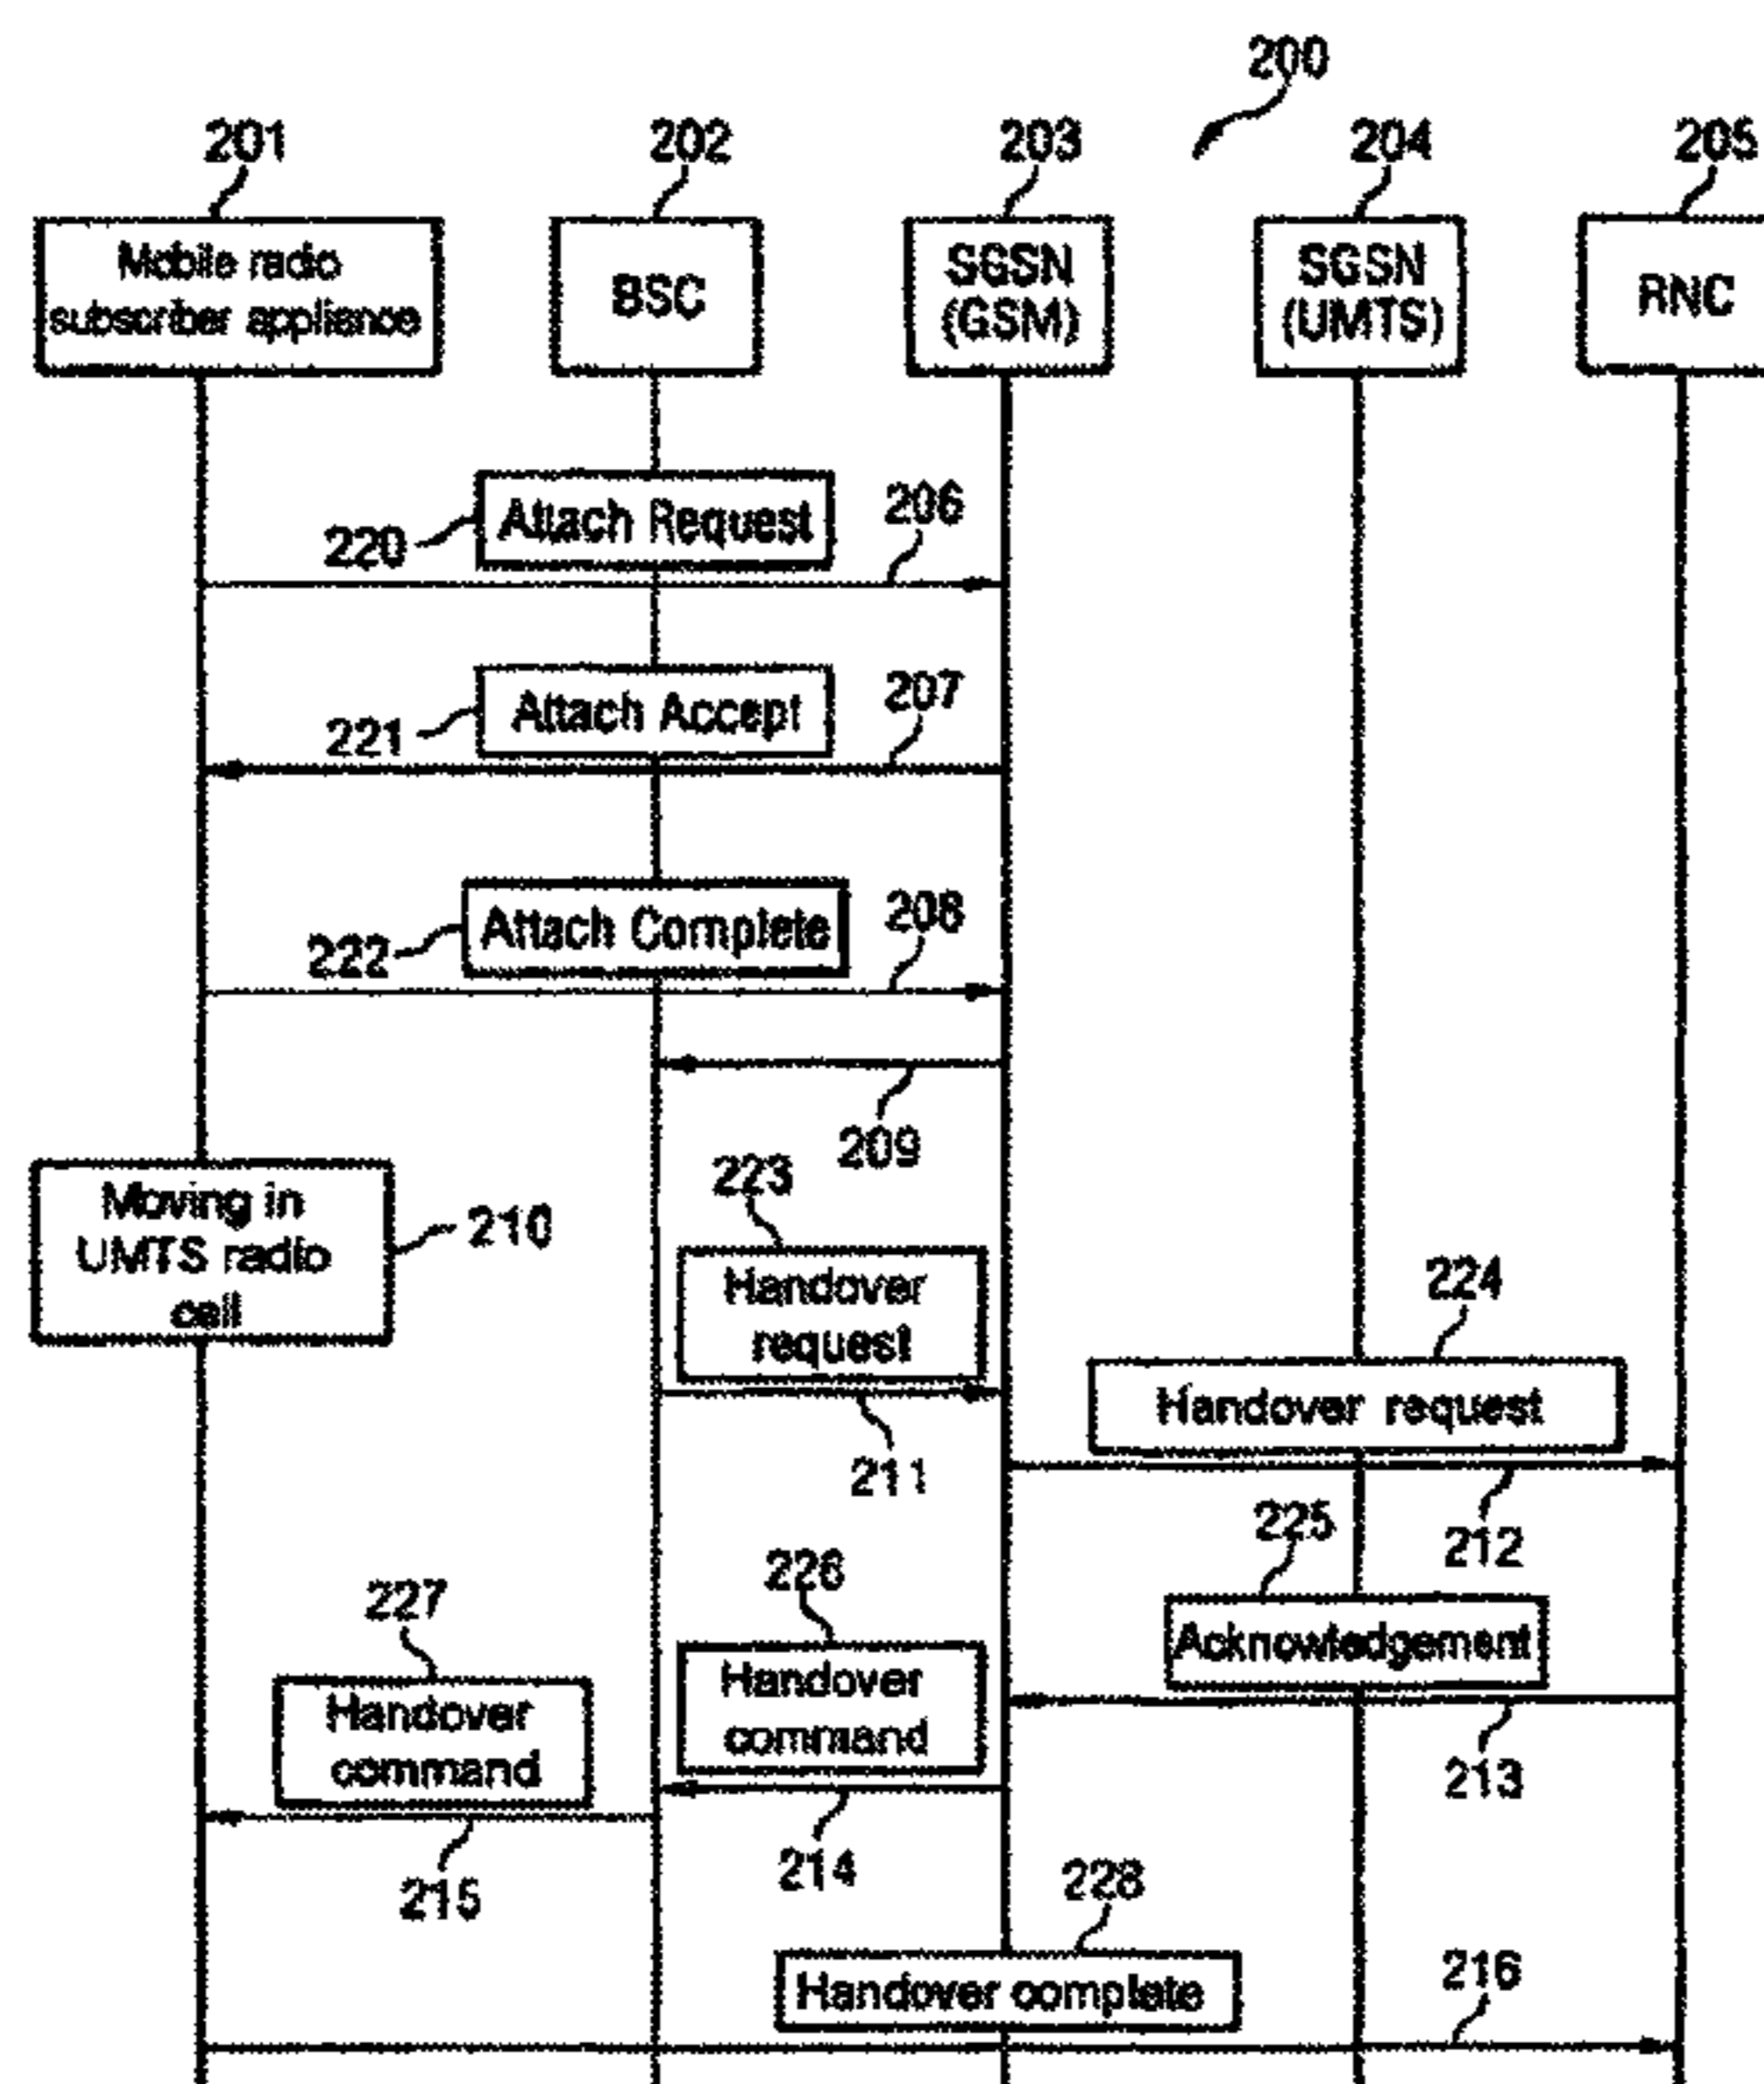 200
201
202
203
204
205
Mobile radio
subscriber appliance
BSC
SGSN
(GSM)
SGSN
(UMTS)
RNC
Attach Request
206
220
Attach Accept
207
221
Attach Complete
208
222
209
Moving in
UMTS radio
cell
210
223
Handover
request
211
224
Handover request
212
225
Acknowledgement
213
226
Handover
command
214
227
Handover
command
215
228
Handover complete
216